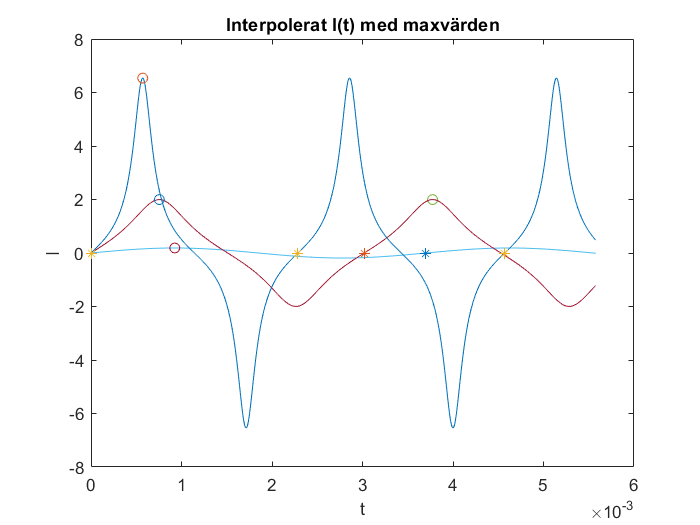 Interpolerat I(t) med maxvärden
8
6
4
2
0
-2
-4
-6
-8
I
0 1 2 3 4 5 6
t
×10⁻³